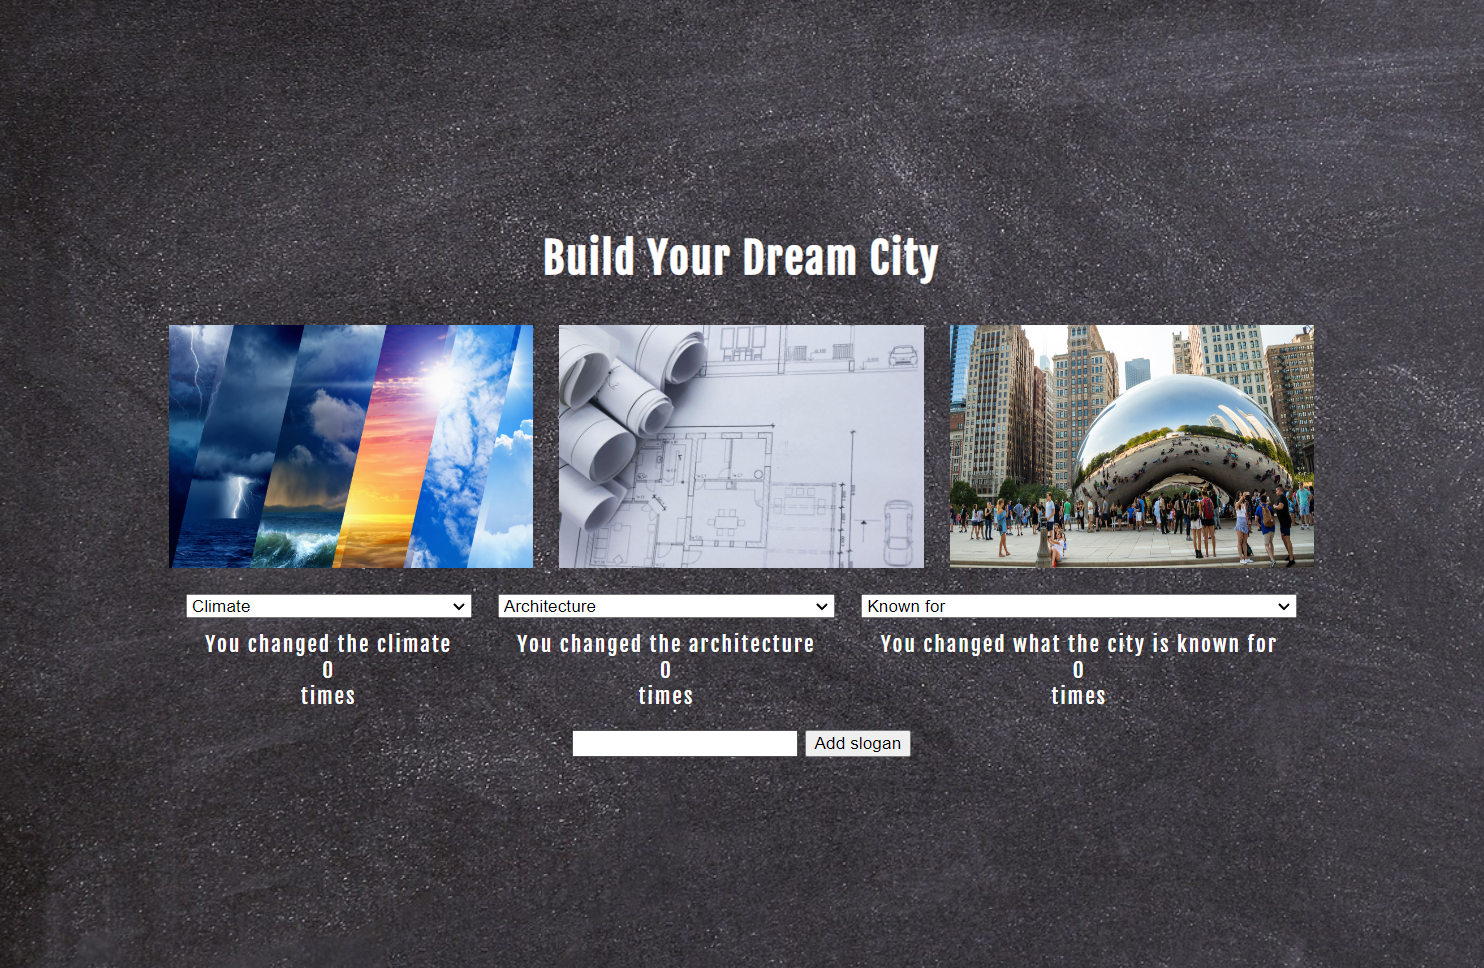 Build Your Dream City
Climate
Architecture
Known for
You changed the climate
0
times
You changed the architecture
0
times
You changed what the city is known for
0
times
Add slogan